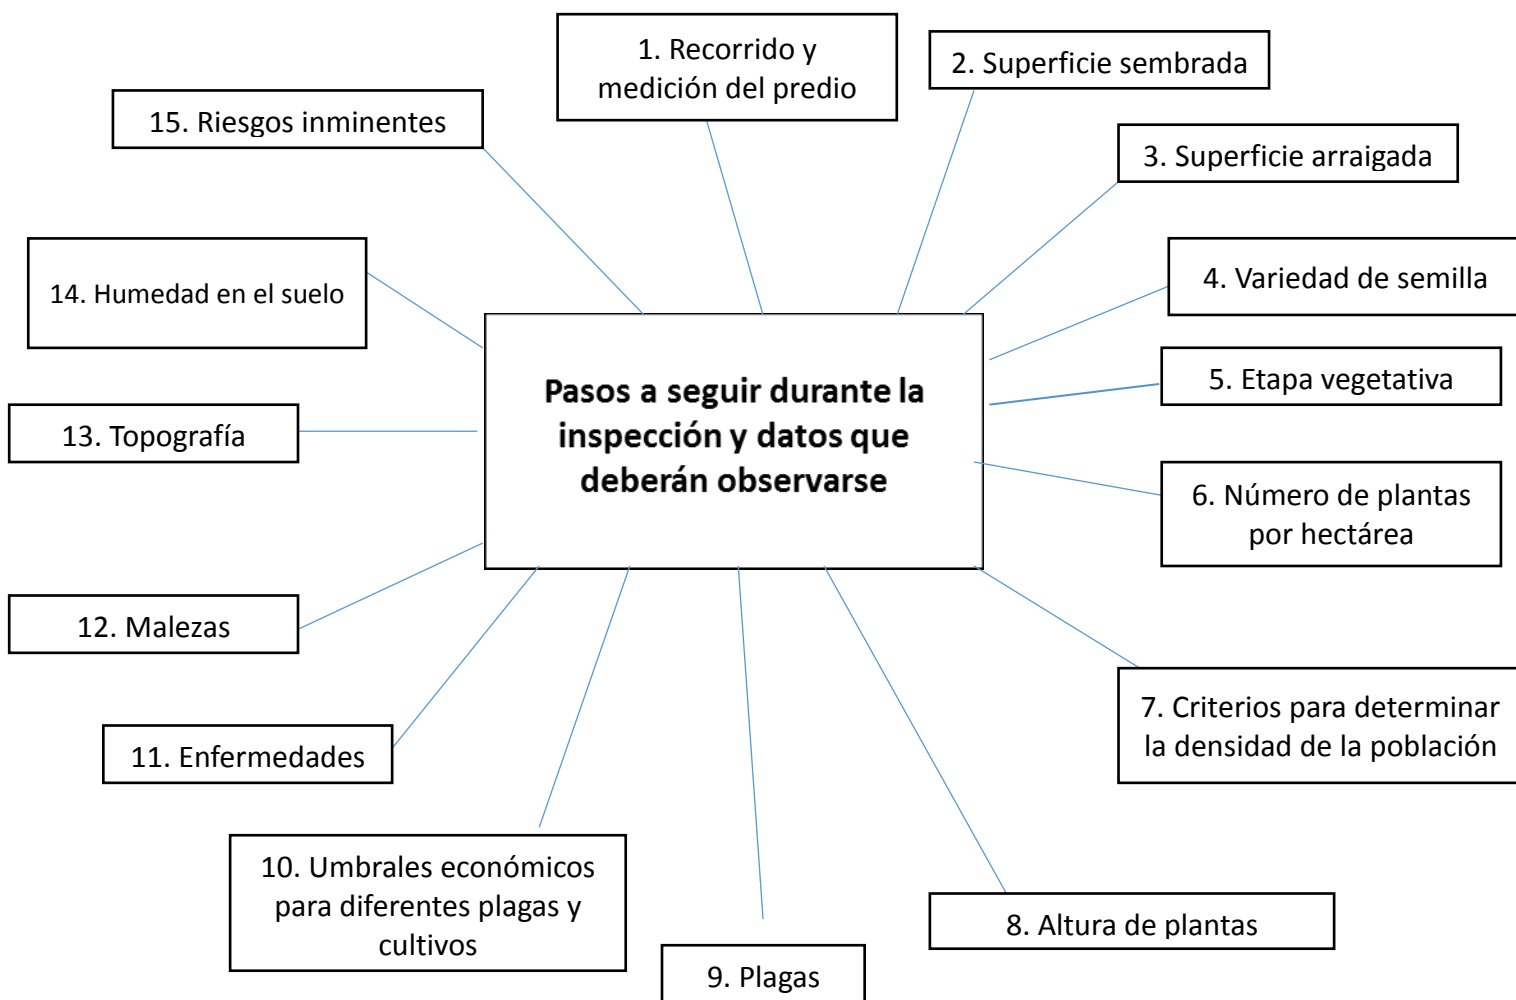 1. Recorrido y
medición del predio
2. Superficie sembrada
3. Superficie arraigada
4. Variedad de semilla
5. Etapa vegetativa
6. Número de plantas
por hectárea
7. Criterios para determinar
la densidad de la población
8. Altura de plantas
9. Plagas
10. Umbrales económicos
para diferentes plagas y
cultivos
11. Enfermedades
12. Malezas
13. Topografía
14. Humedad en el suelo
15. Riesgos inminentes
Pasos a seguir durante la
inspección y datos que
deberán observarse